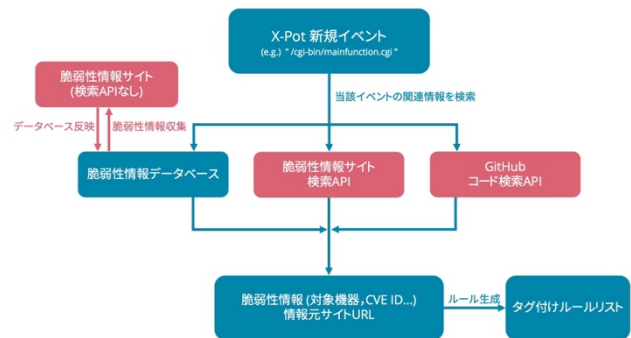 X-Pot 新規イベント
(e.g.) “ /cgi-bin/mainfunction.cgi ”
脆弱性情報サイト
(検索APIなし)
当該イベントの関連情報を検索
データベース反映
脆弱性情報収集
脆弱性情報データベース
脆弱性情報サイト
検索API
GitHub
コード検索API
脆弱性情報 (対象機器,CVE ID...)
情報元サイトURL
ルール生成
タグ付けルールリスト